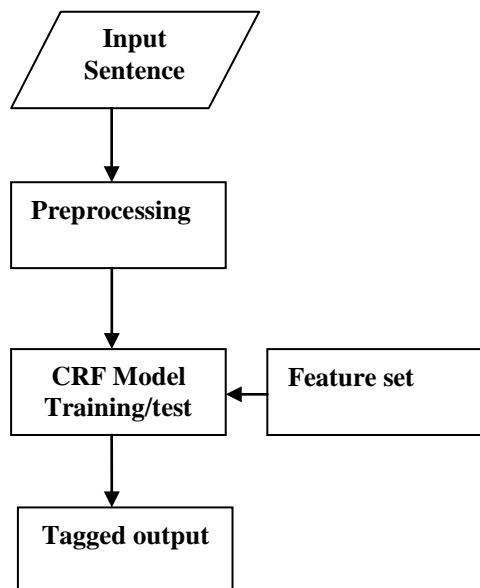 Input
Sentence
Preprocessing
CRF Model
Training/test
Feature set
Tagged output